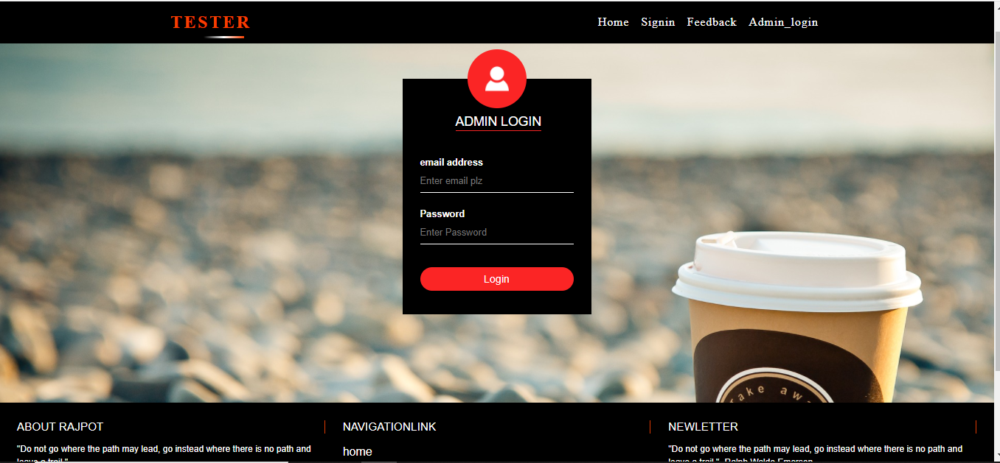 TESTER
Home Signin Feedback Admin_login
ADMIN LOGIN
email address
Enter email plz
Password
Enter Password
Login
take away
ABOUT RAJPOT
"Do not go where the path may lead, go instead where there is no path and
leave a trail."
NAVIGATIONLINK
home
NEWLETTER
"Do not go where the path may lead, go instead where there is no path and
leave a trail." -Ralph Waldo Emerson